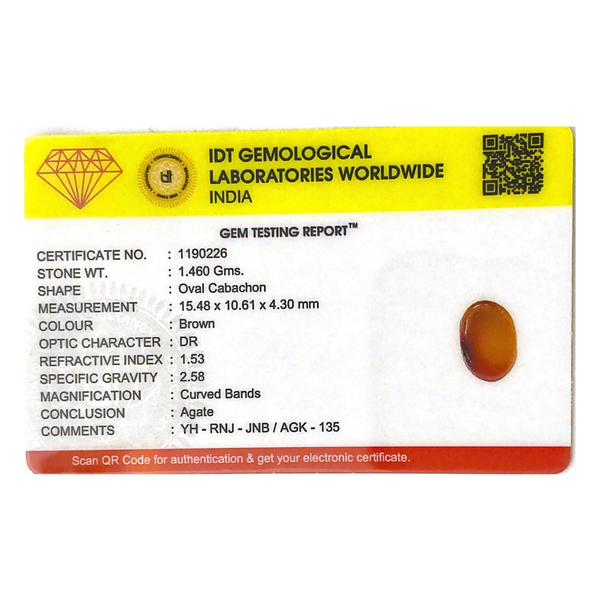 IDT GEMOLOGICAL
LABORATORIES WORLDWIDE
INDIA
GEM TESTING REPORT™
CERTIFICATE NO. : 1190226
STONE WT. : 1.460 Gms.
SHAPE : Oval Cabachon
MEASUREMENT : 15.48 x 10.61 x 4.30 mm
COLOUR : Brown
OPTIC CHARACTER : DR
REFRACTIVE INDEX : 1.53
SPECIFIC GRAVITY : 2.58
MAGNIFICATION : Curved Bands
CONCLUSION : Agate
COMMENTS : YH - RNJ - JNB / AGK - 135
Scan QR Code for authentication & get your electronic certificate.